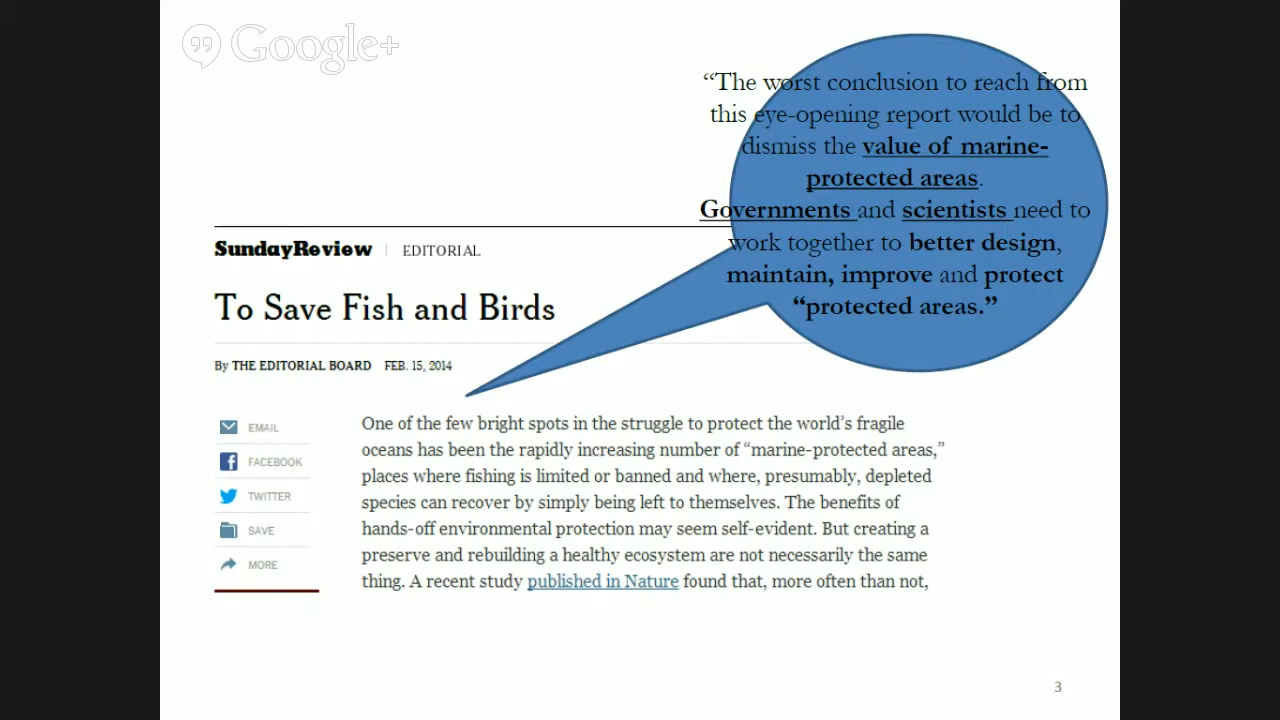 Google+
“The worst conclusion to reach from
this eye-opening report would be to
dismiss the value of marine-
protected areas.
Governments and scientists need to
work together to better design,
maintain, improve and protect
“protected areas.”
SundayReview | EDITORIAL
To Save Fish and Birds
By THE EDITORIAL BOARD FEB. 15, 2014
EMAIL
FACEBOOK
TWITTER
SAVE
MORE
One of the few bright spots in the struggle to protect the world’s fragile
oceans has been the rapidly increasing number of “marine-protected areas,”
places where fishing is limited or banned and where, presumably, depleted
species can recover by simply being left to themselves. The benefits of
hands-off environmental protection may seem self-evident. But creating a
preserve and rebuilding a healthy ecosystem are not necessarily the same
thing. A recent study published in Nature found that, more often than not,
3